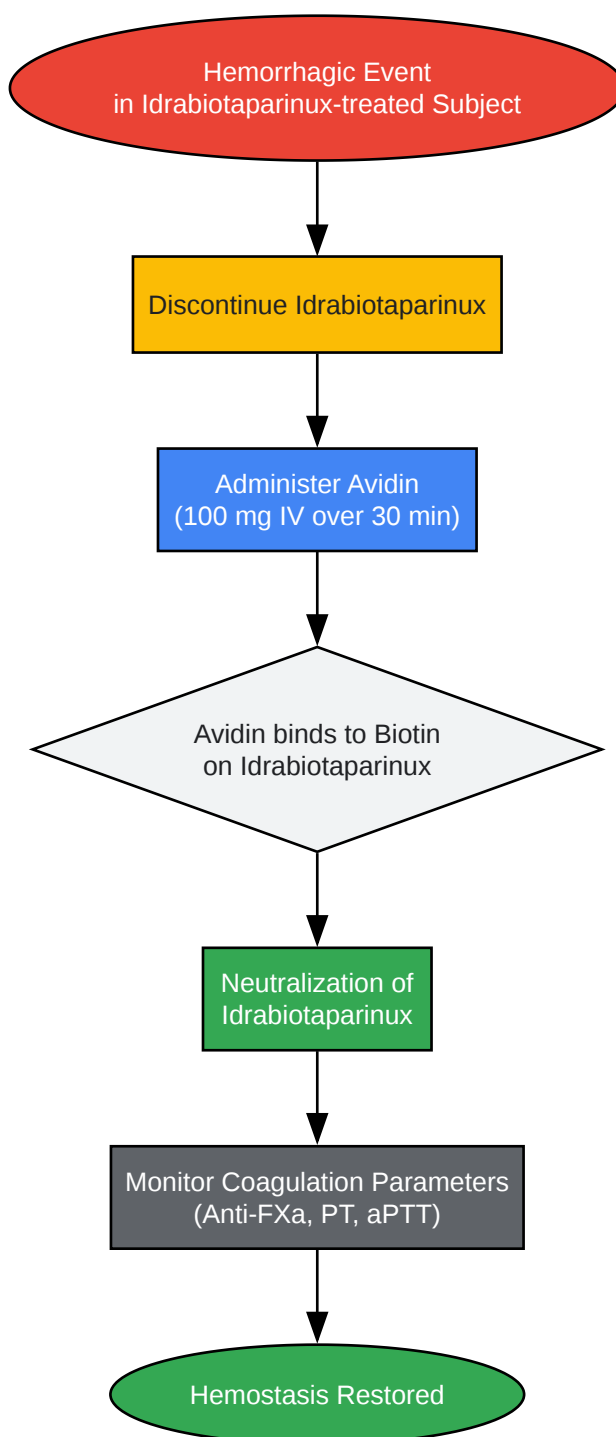 Hemorrhagic Event
in Idrabiotaparinux-treated Subject
Discontinue Idrabiotaparinux
Administer Avidin
(100 mg IV over 30 min)
Avidin binds to Biotin
on Idrabiotaparinux
Neutralization of
Idrabiotaparinux
Monitor Coagulation Parameters
(Anti-FXa, PT, aPTT)
Hemostasis Restored